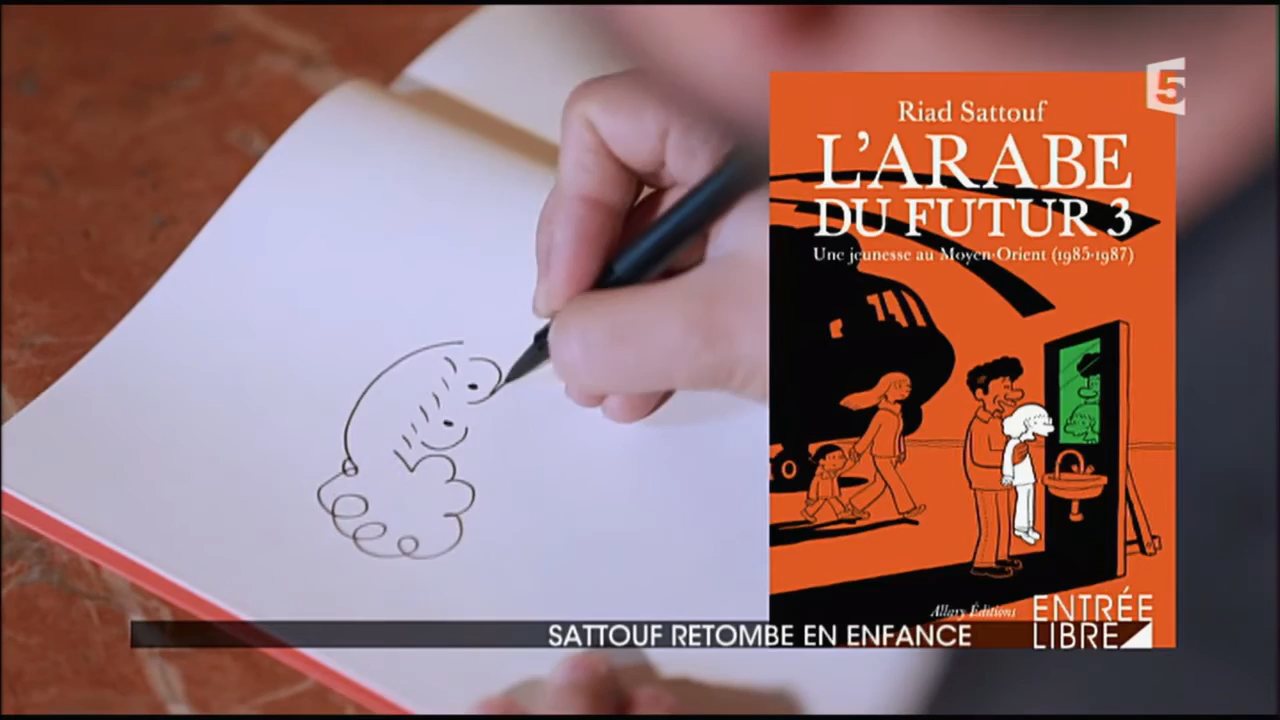 5
Riad Sattouf
L'ARABE
DU FUTUR 3
Une jeunesse au Moyen-Orient (1985-1987)
Allary Éditions
SATTOUF RETOMBE EN ENFANCE
ENTRÉE
LIBRE